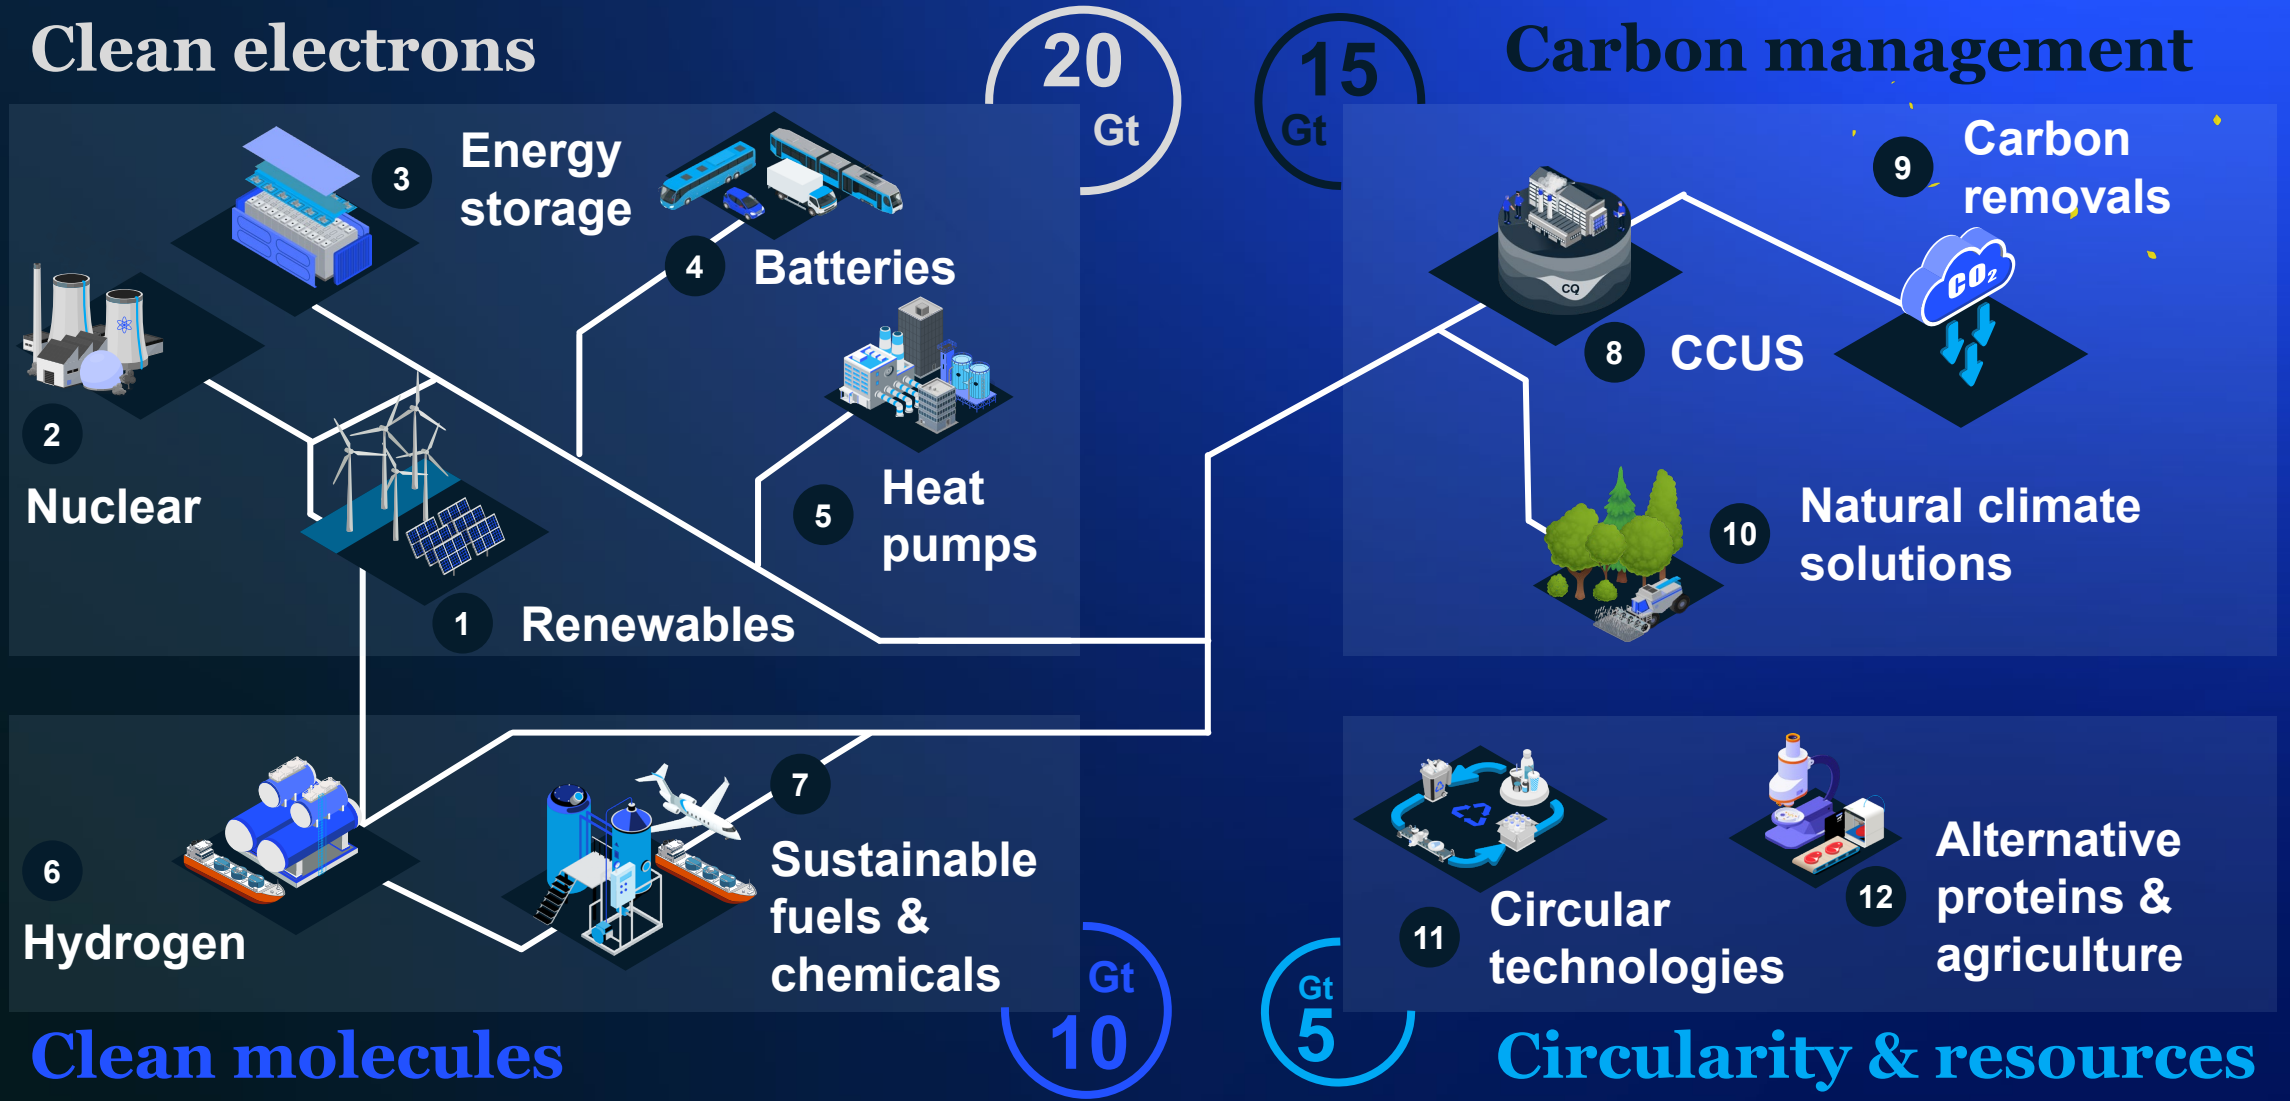 Clean electrons
20
Gt
3
Energy
storage
4
Batteries
2
Nuclear
5
Heat
pumps
1
Renewables
15
Gt
Carbon management
9
Carbon
removals
CO₂
CQ
8
CCUS
10
Natural climate
solutions
6
Hydrogen
7
Sustainable
fuels &
chemicals
Gt
10
Clean molecules
11
Circular
technologies
12
Alternative
proteins &
agriculture
Gt
5
Circularity & resources